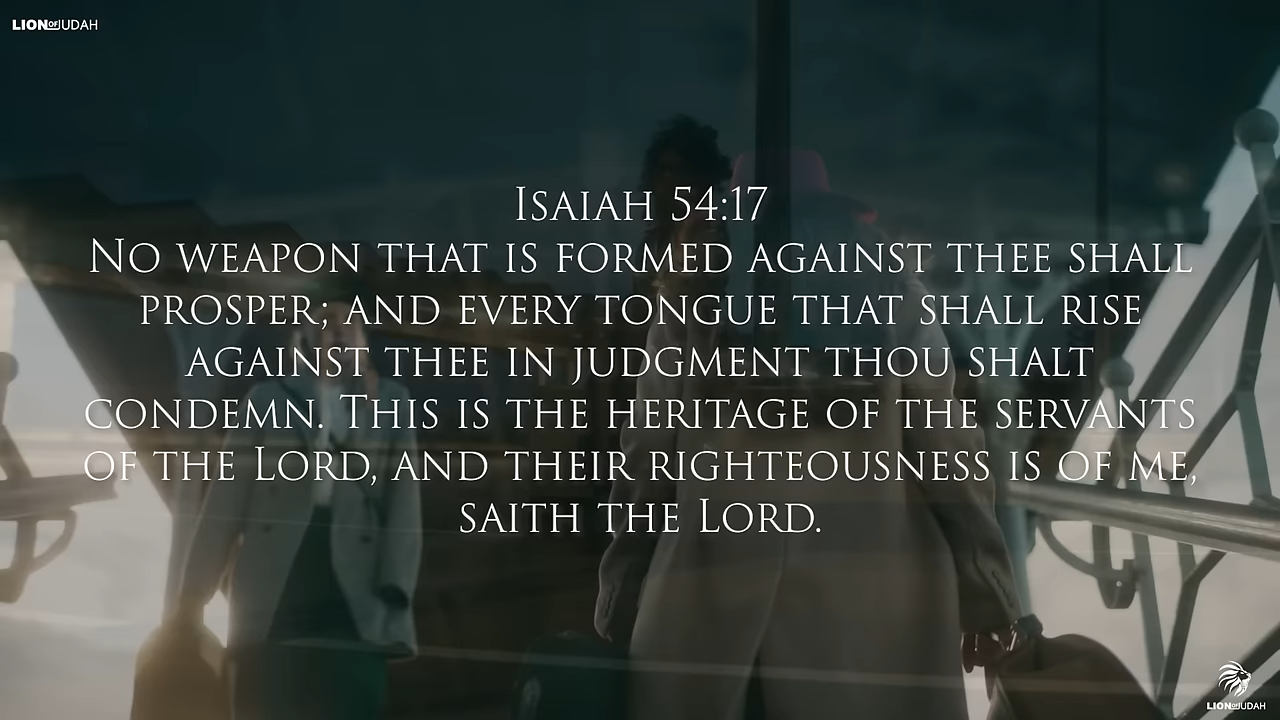 LION OF JUDAH
Isaiah 54:17
No weapon that is formed against thee shall
prosper; and every tongue that shall rise
against thee in judgment thou shalt
condemn. This is the heritage of the servants
of the Lord, and their righteousness is of me,
saith the Lord.
LION OF JUDAH